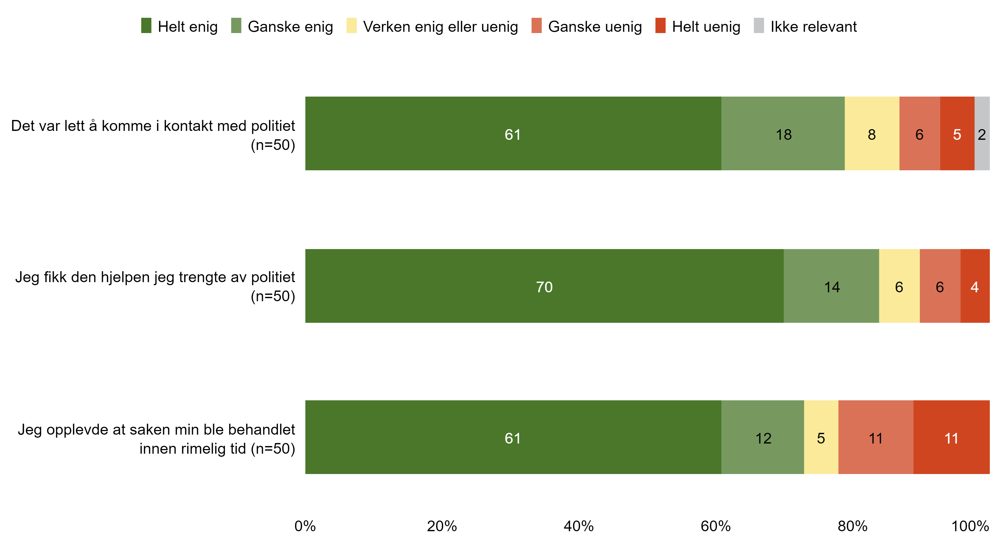 Helt enig Ganske enig Verken enig eller uenig Ganske uenig Helt uenig Ikke relevant
Det var lett å komme i kontakt med politiet
(n=50)
61 18 8 6 5 2
Jeg fikk den hjelpen jeg trengte av politiet
(n=50)
70 14 6 6 4
Jeg opplevde at saken min ble behandlet
innen rimelig tid (n=50)
61 12 5 11 11
0% 20% 40% 60% 80% 100%